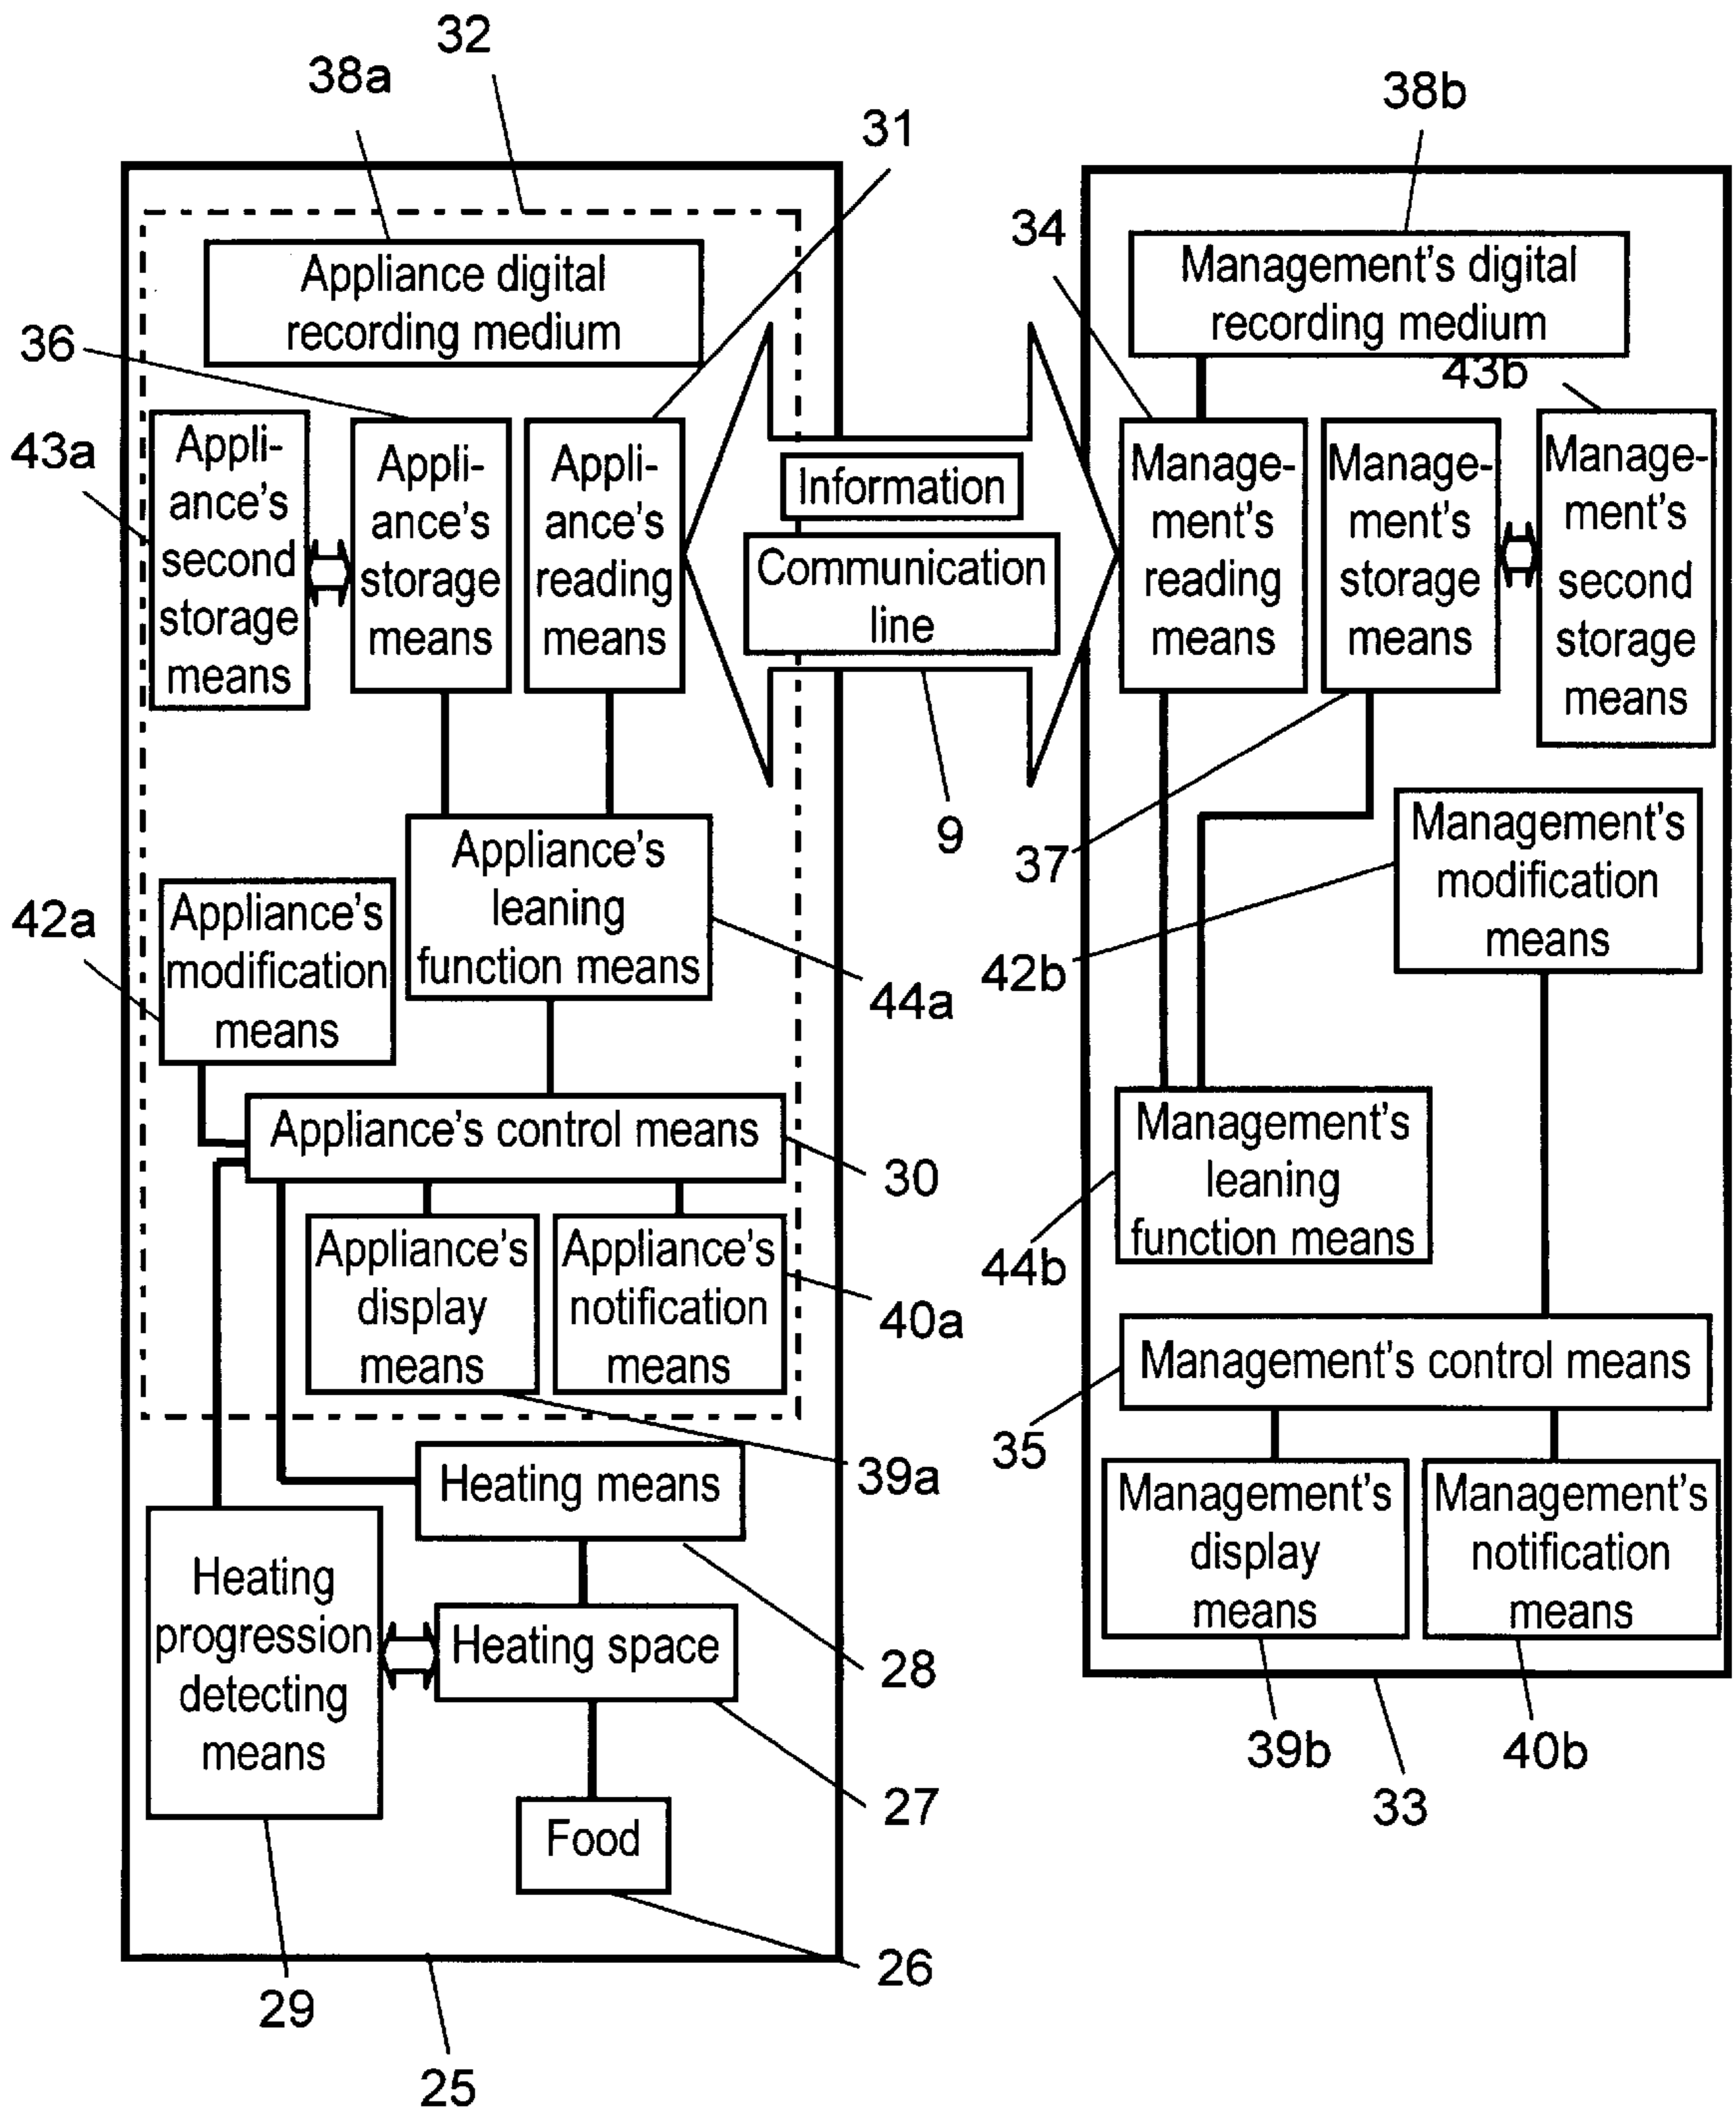 32
38a
38b
31
34
Appliance digital
recording medium
Management's digital
recording medium
36
43b
43a
Appli-
ance's
second
storage
means
Appli-
ance's
storage
means
Appli-
ance's
reading
means
Information
Communication
line
Manage-
ment's
reading
means
Manage-
ment's
storage
means
Manage-
ment's
second
storage
means
9
37
Appliance's
leaning
function means
Management's
modification
means
42a
Appliance's
modification
means
44a
42b
Appliance's control means
30
Management's
leaning
function means
44b
Appliance's
display
means
Appliance's
notification
means
40a
Management's control means
35
39a
Heating means
Management's
display
means
Management's
notification
means
Heating
progression
detecting
means
Heating space
28
39b
40b
33
27
Food
26
29
25